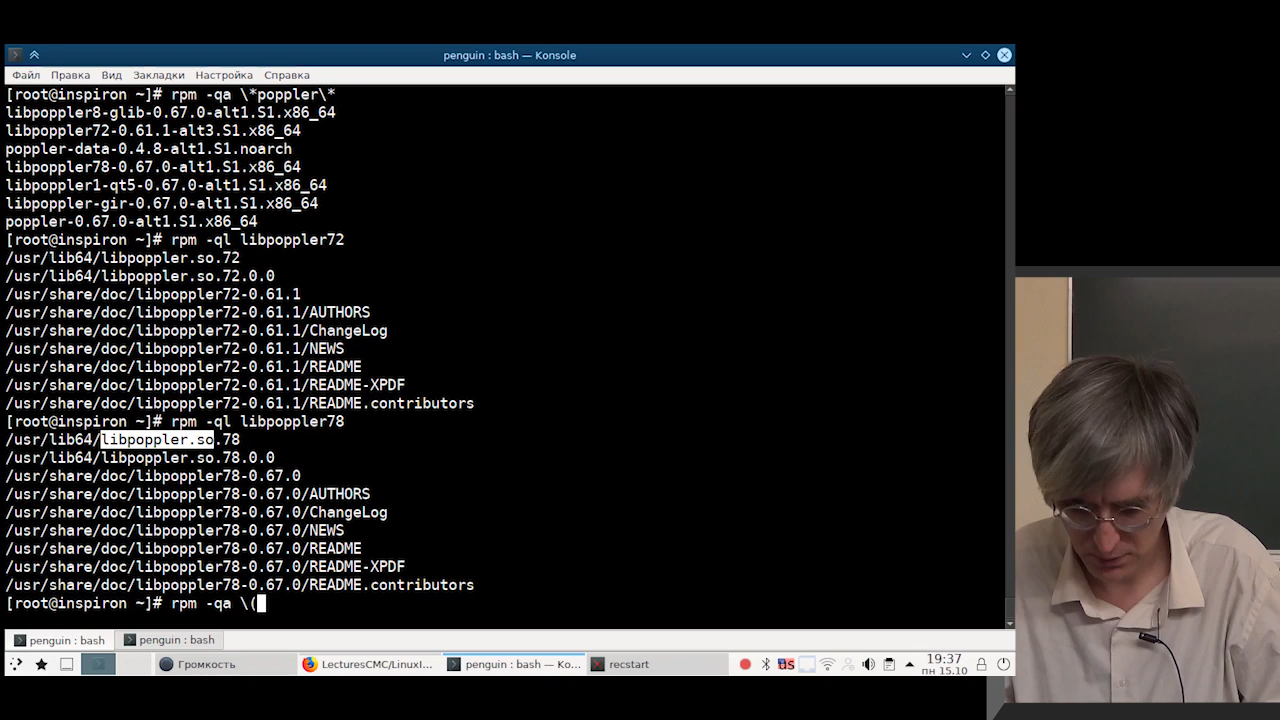 penguin : bash — Konsole
Файл Правка Вид Закладки Настройка Справка
[root@inspiron ~]# rpm -qa \*poppler\*
libpoppler8-glib-0.67.0-alt1.S1.x86_64
libpoppler72-0.61.1-alt3.S1.x86_64
poppler-data-0.4.8-alt1.S1.noarch
libpoppler78-0.67.0-alt1.S1.x86_64
libpoppler1-qt5-0.67.0-alt1.S1.x86_64
libpoppler-gir-0.67.0-alt1.S1.x86_64
poppler-0.67.0-alt1.S1.x86_64
[root@inspiron ~]# rpm -ql libpoppler72
/usr/lib64/libpoppler.so.72
/usr/lib64/libpoppler.so.72.0.0
/usr/share/doc/libpoppler72-0.61.1
/usr/share/doc/libpoppler72-0.61.1/AUTHORS
/usr/share/doc/libpoppler72-0.61.1/ChangeLog
/usr/share/doc/libpoppler72-0.61.1/NEWS
/usr/share/doc/libpoppler72-0.61.1/README
/usr/share/doc/libpoppler72-0.61.1/README-XPDF
/usr/share/doc/libpoppler72-0.61.1/README.contributors
[root@inspiron ~]# rpm -ql libpoppler78
/usr/lib64/libpoppler.so.78
/usr/lib64/libpoppler.so.78.0.0
/usr/share/doc/libpoppler78-0.67.0
/usr/share/doc/libpoppler78-0.67.0/AUTHORS
/usr/share/doc/libpoppler78-0.67.0/ChangeLog
/usr/share/doc/libpoppler78-0.67.0/NEWS
/usr/share/doc/libpoppler78-0.67.0/README
/usr/share/doc/libpoppler78-0.67.0/README-XPDF
/usr/share/doc/libpoppler78-0.67.0/README.contributors
[root@inspiron ~]# rpm -qa \(
penguin : bash penguin : bash
Громкость LecturesCMC/LinuxI... penguin : bash — Ko... recstart us 19:37
пн 15.10